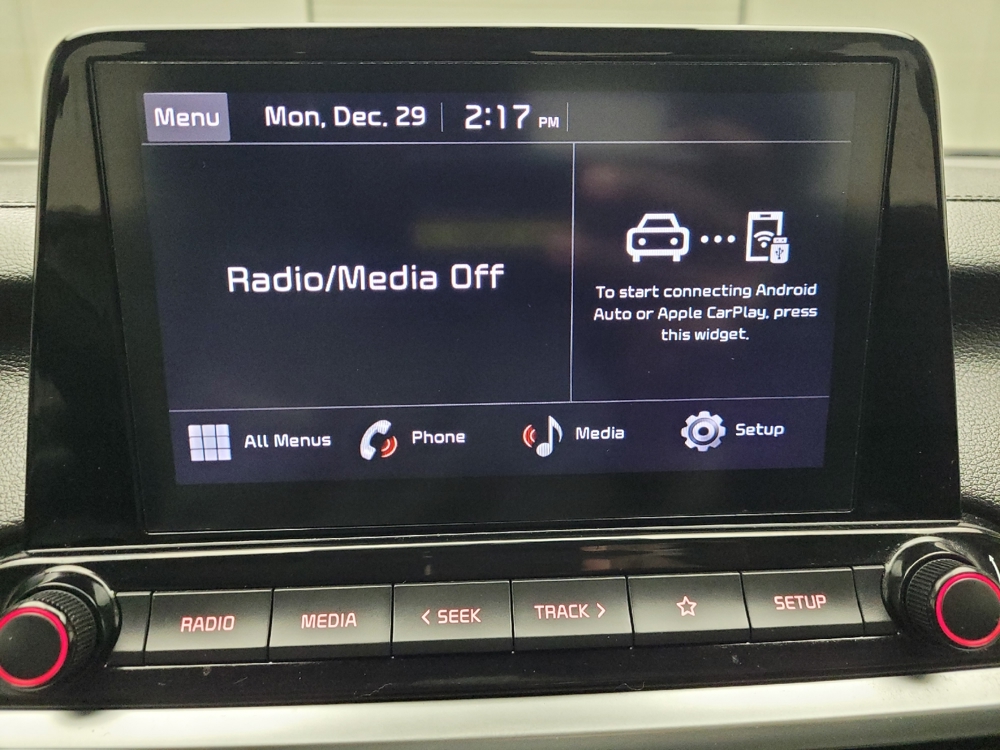 Menu Mon, Dec. 29 2:17 PM
Radio/Media Off
To start connecting Android
Auto or Apple CarPlay, press
this widget.
All Menus Phone Media Setup
RADIO MEDIA < SEEK TRACK > SETUP